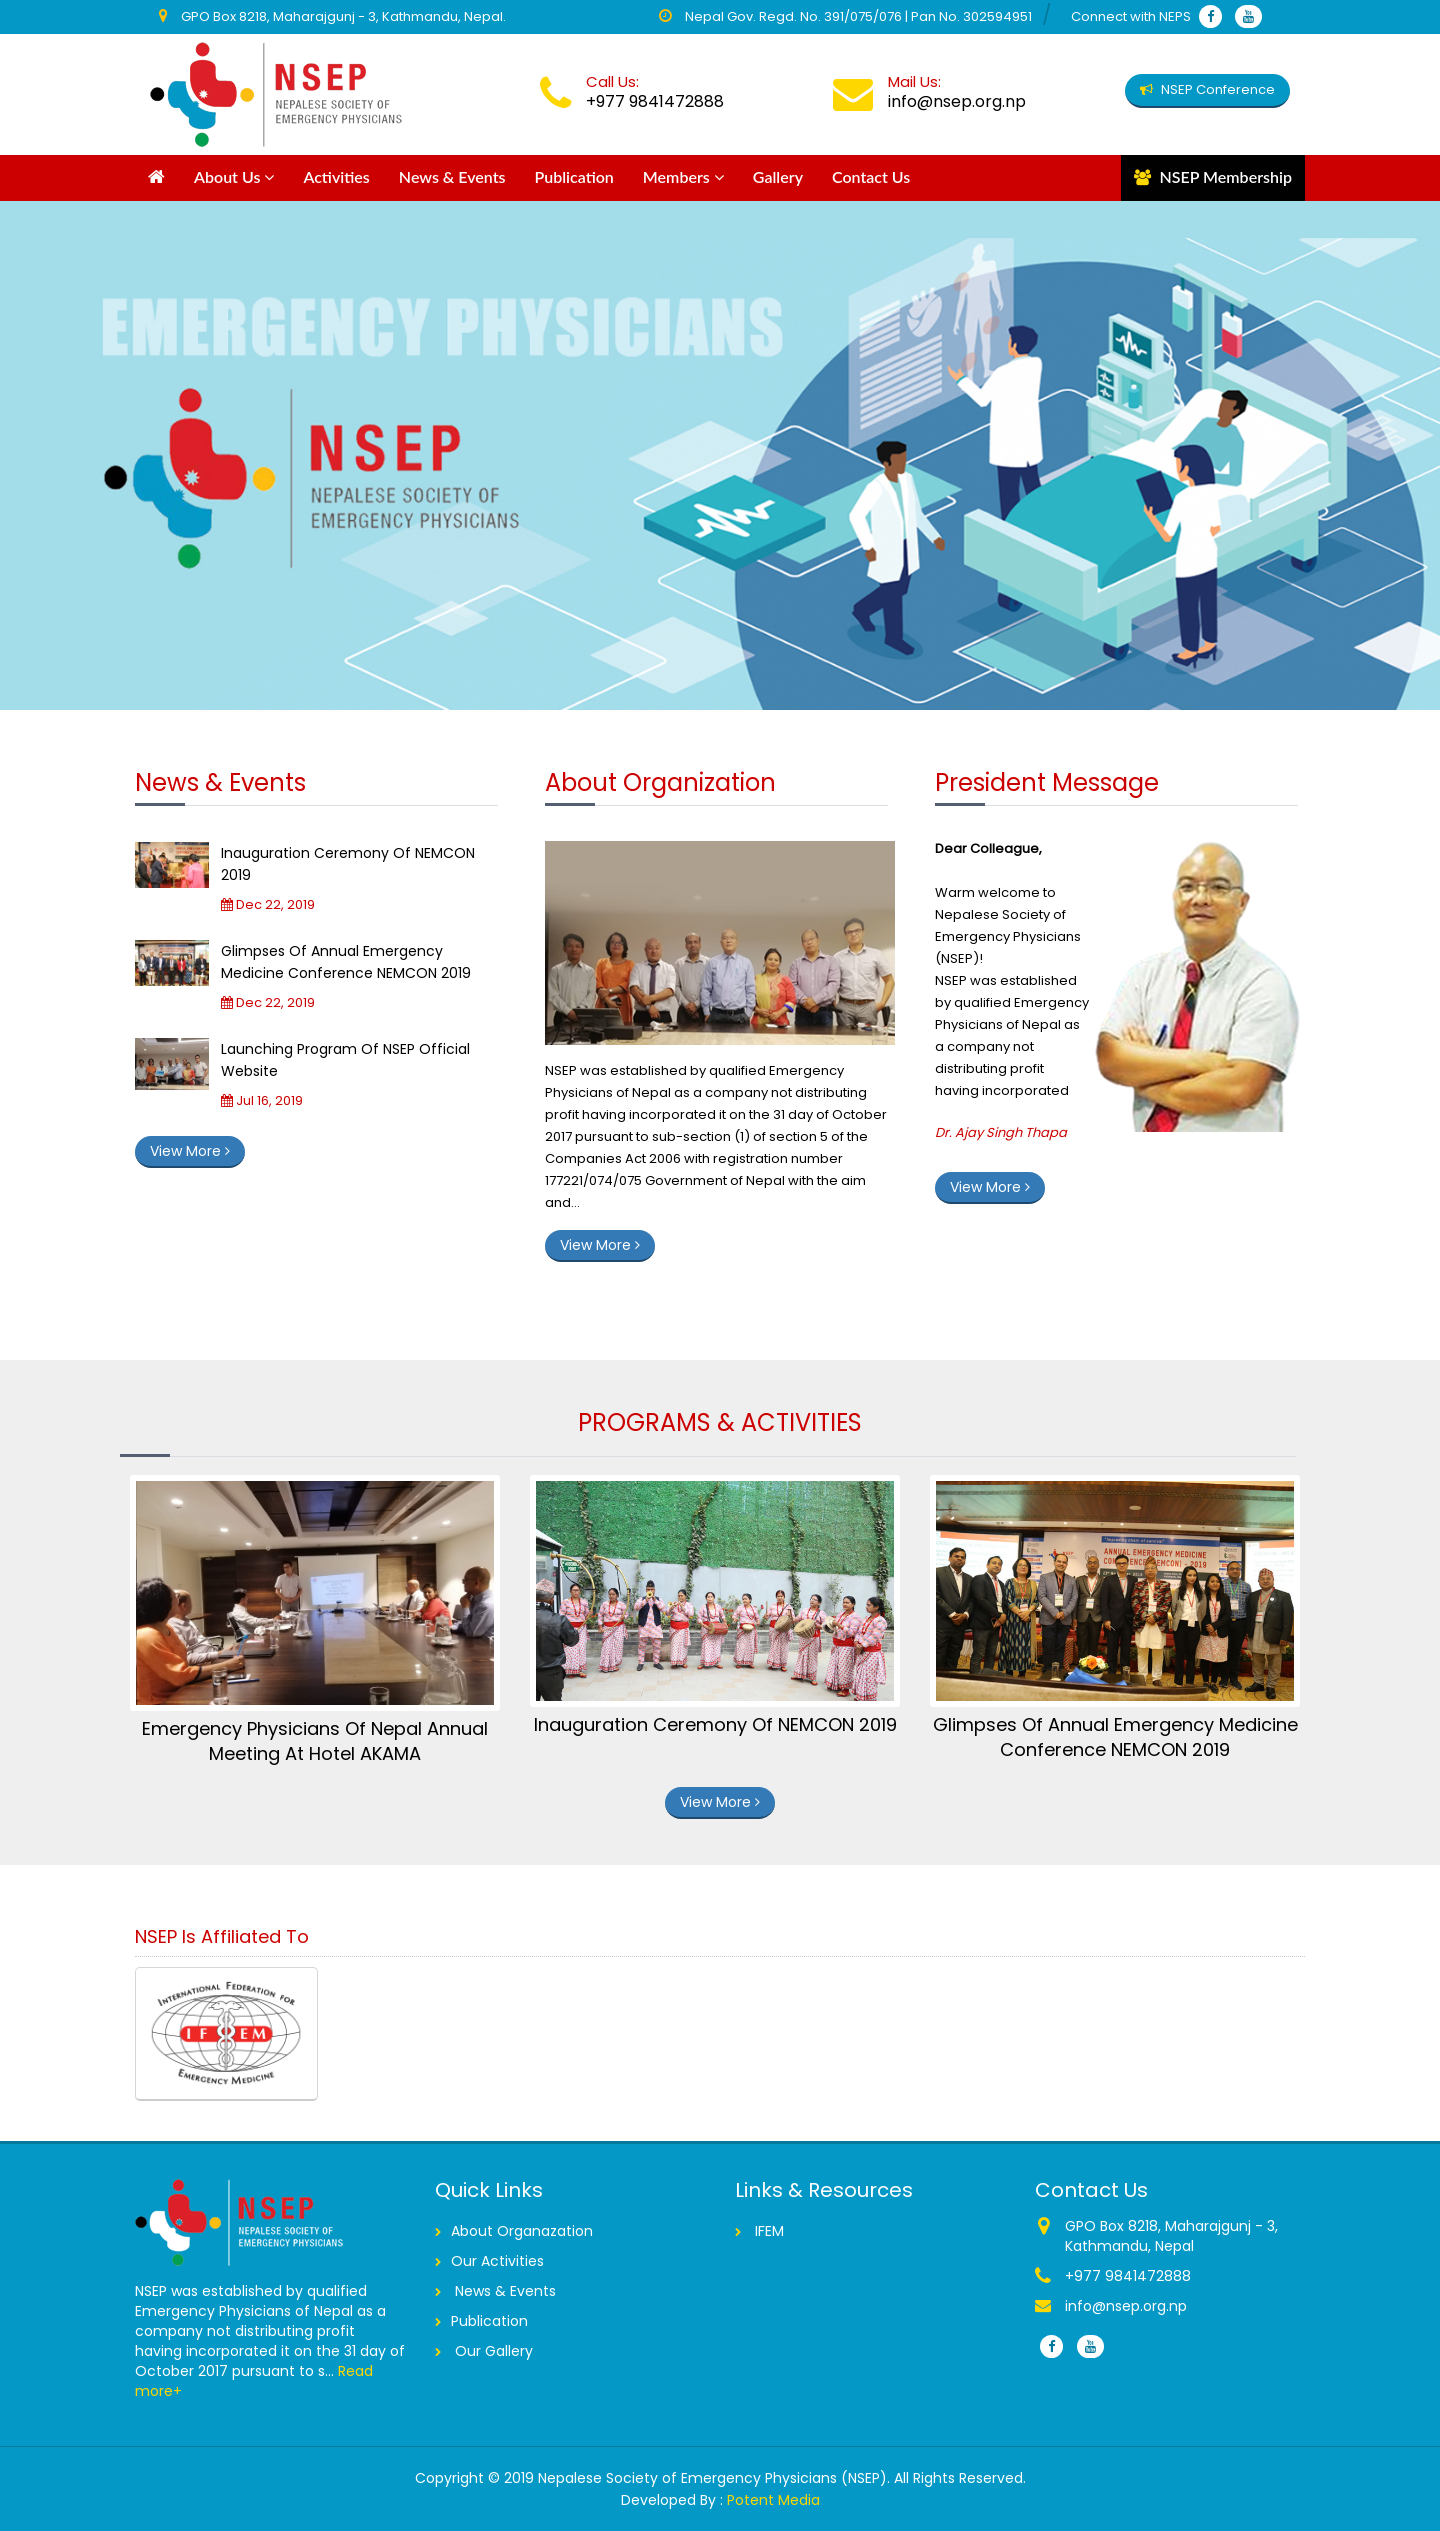 GPO Box 8218, Maharajgunj - 3, Kathmandu, Nepal.
Nepal Gov. Regd. No. 391/075/076 | Pan No. 302594951
Connect with NEPS
NSEP
NEPALESE SOCIETY OF
EMERGENCY PHYSICIANS
Call Us:
+977 9841472888
Mail Us:
info@nsep.org.np
NSEP Conference
About Us
Activities
News & Events
Publication
Members
Gallery
Contact Us
NSEP Membership
EMERGENCY PHYSICIANS
NSEP
NEPALESE SOCIETY OF
EMERGENCY PHYSICIANS
News & Events
Inauguration Ceremony Of NEMCON
2019
Dec 22, 2019
Glimpses Of Annual Emergency
Medicine Conference NEMCON 2019
Dec 22, 2019
Launching Program Of NSEP Official
Website
Jul 16, 2019
View More
About Organization
NSEP was established by qualified Emergency
Physicians of Nepal as a company not distributing
profit having incorporated it on the 31 day of October
2017 pursuant to sub-section (1) of section 5 of the
Companies Act 2006 with registration number
177221/074/075 Government of Nepal with the aim
and...
View More
President Message
Dear Colleague,
Warm welcome to
Nepalese Society of
Emergency Physicians
(NSEP)!
NSEP was established
by qualified Emergency
Physicians of Nepal as
a company not
distributing profit
having incorporated
Dr. Ajay Singh Thapa
View More
PROGRAMS & ACTIVITIES
ANNUAL EMERGENCY MEDICINE
Emergency Physicians Of Nepal Annual
Meeting At Hotel AKAMA
Inauguration Ceremony Of NEMCON 2019
Glimpses Of Annual Emergency Medicine
Conference NEMCON 2019
View More
NSEP Is Affiliated To
INTERNATIONAL FEDERATION FOR
IFEM
EMERGENCY MEDICINE
NSEP
NEPALESE SOCIETY OF
EMERGENCY PHYSICIANS
NSEP was established by qualified
Emergency Physicians of Nepal as a
company not distributing profit
having incorporated it on the 31 day of
October 2017 pursuant to s... Read
more+
Quick Links
About Organazation
Our Activities
News & Events
Publication
Our Gallery
Links & Resources
IFEM
Contact Us
GPO Box 8218, Maharajgunj - 3,
Kathmandu, Nepal
+977 9841472888
info@nsep.org.np
Copyright © 2019 Nepalese Society of Emergency Physicians (NSEP). All Rights Reserved.
Developed By : Potent Media